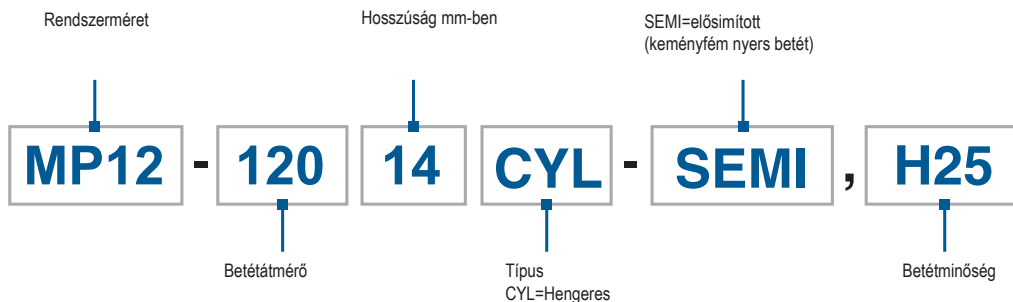 Rendszerméret
Hosszúság mm-ben
SEMI=elősimított
(keményfém nyers betét)
MP12 - 120 14 CYL - SEMI , H25
Betétátmérő
Típus
CYL=Hengeres
Betétminőség